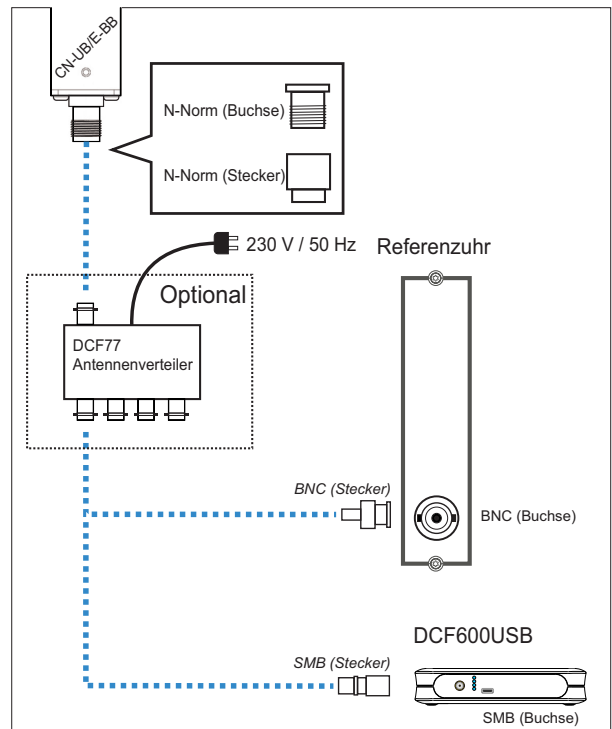 CN-UB/E-BB
N-Norm (Buchse)
N-Norm (Stecker)
230 V / 50 Hz
Referenzuhr
Optional
DCF77
Antennenverteiler
BNC (Stecker)
BNC (Buchse)
DCF600USB
SMB (Stecker)
SMB (Buchse)